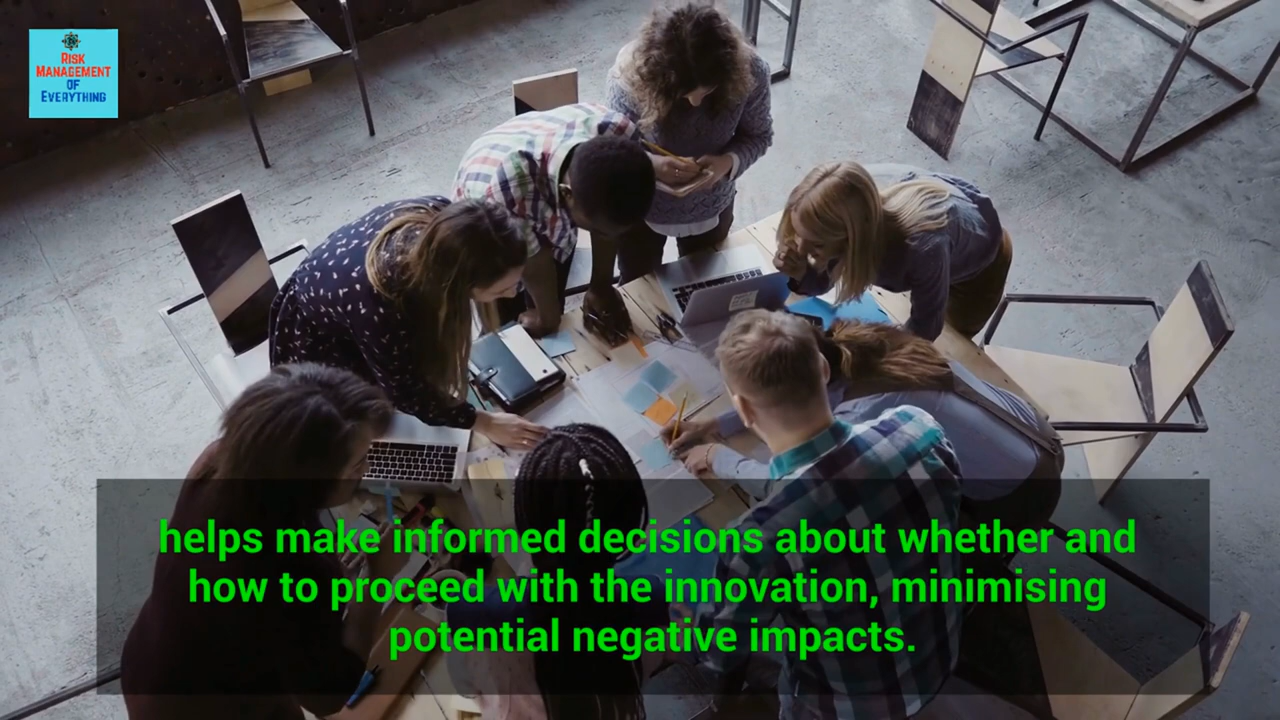 Risk
Management
of
Everything
helps make informed decisions about whether and
how to proceed with the innovation, minimising
potential negative impacts.